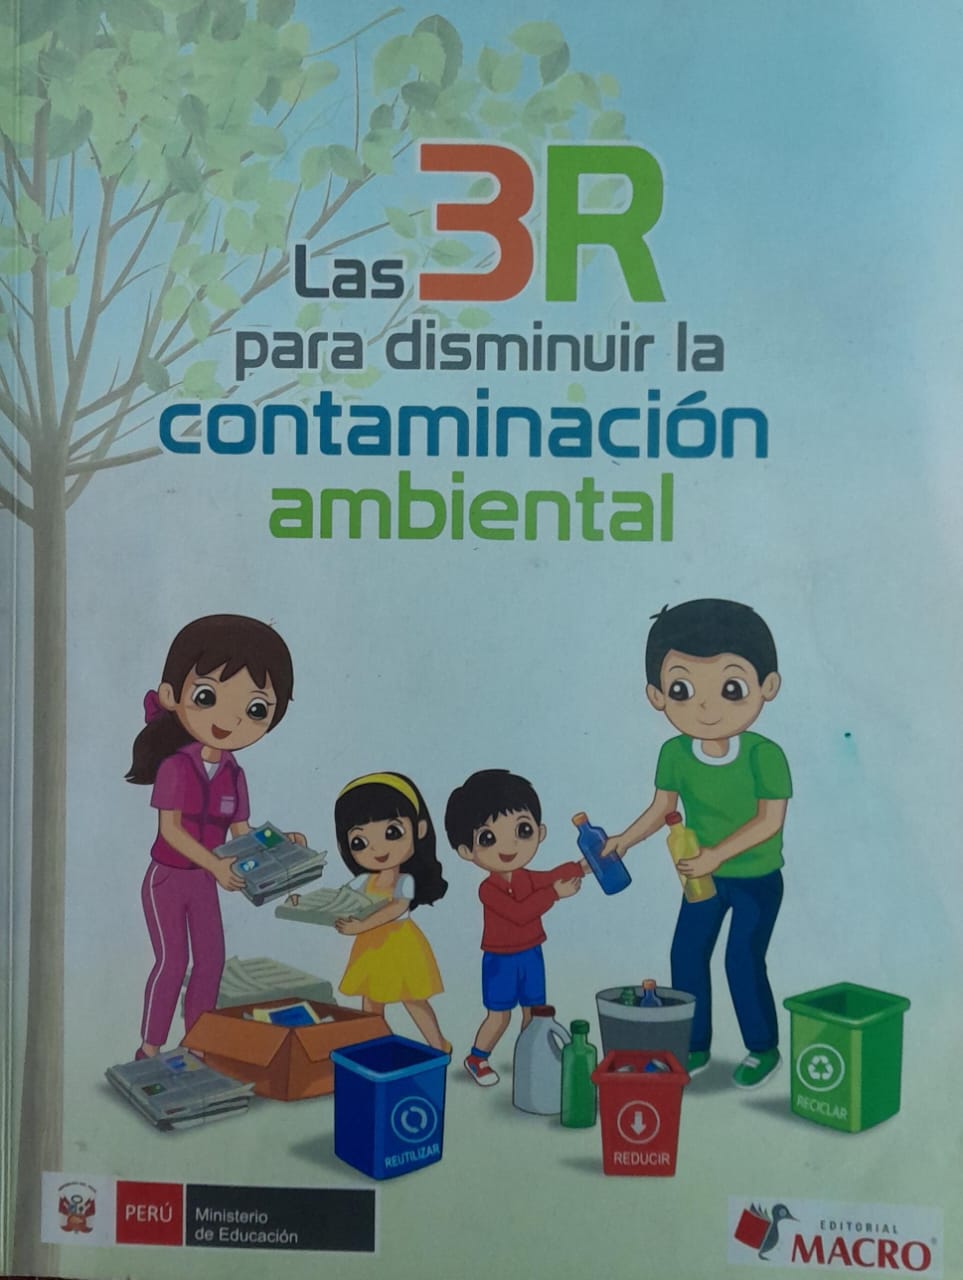 Las 3R
para disminuir la
contaminación
ambiental
REUTILIZAR
REDUCIR
RECICLAR
PERÚ
Ministerio
de Educación
EDITORIAL
MACRO